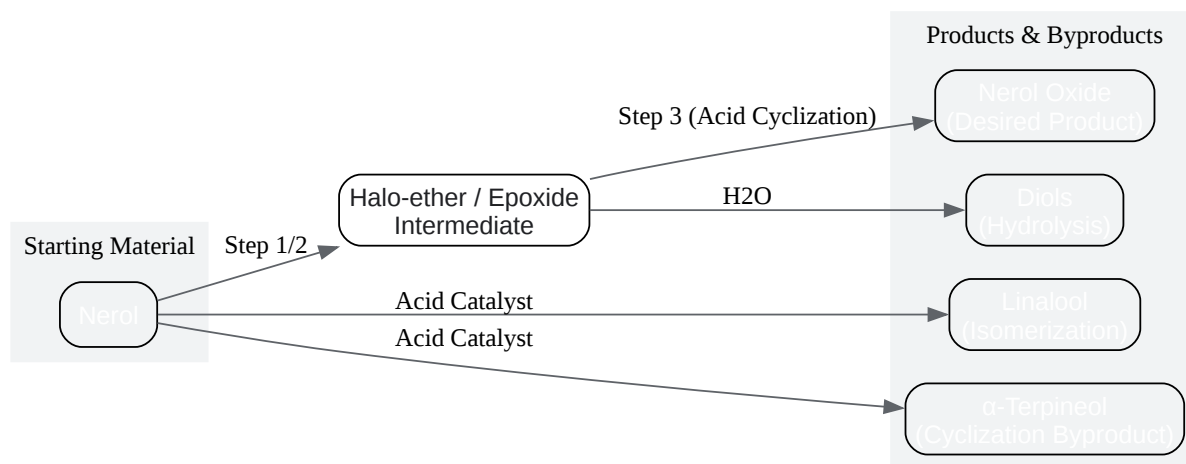 Products & Byproducts
Nerol Oxide
(Desired Product)
Step 3 (Acid Cyclization)
Halo-ether / Epoxide
Intermediate
H2O
Diols
(Hydrolysis)
Starting Material
Step 1/2
Nerol
Acid Catalyst
Linalool
(Isomerization)
Acid Catalyst
α-Terpineol
(Cyclization Byproduct)